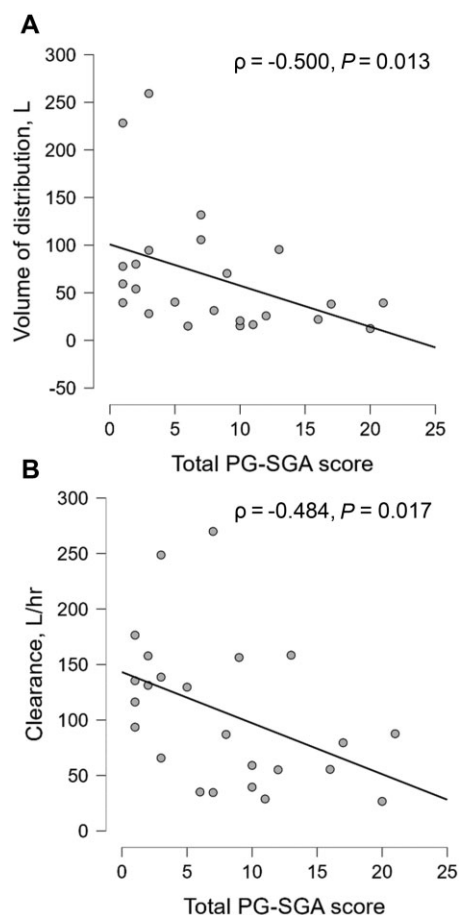 A
ρ = -0.500, P = 0.013
300
250
200
150
100
50
0
-50
Volume of distribution, L
0 5 10 15 20 25
Total PG-SGA score
B
ρ = -0.484, P = 0.017
300
250
200
150
100
50
0
Clearance, L/hr
0 5 10 15 20 25
Total PG-SGA score